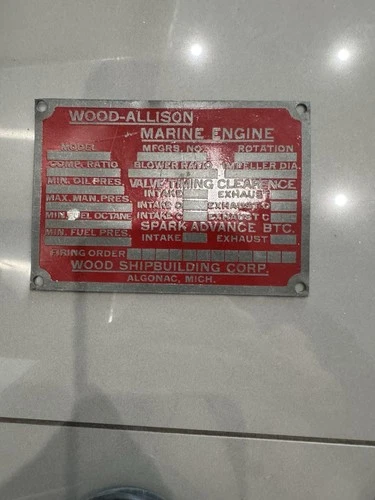 WOOD-ALLISON
MARINE ENGINE
MODEL MFGRS. NO. ROTATION
COMP. RATIO BLOWER RATIO IMPELLER DIA.
MIN. OIL PRES. VALVE TIMING CLEARENCE
INTAKE EXHAUST
MAX. MAN. PRES. INTAKE O EXHAUST O
MIN. FUEL OCTANE INTAKE C EXHAUST C
SPARK ADVANCE BTC.
MIN. FUEL PRES. INTAKE EXHAUST
FIRING ORDER
WOOD SHIPBUILDING CORP.
ALGONAC, MICH.